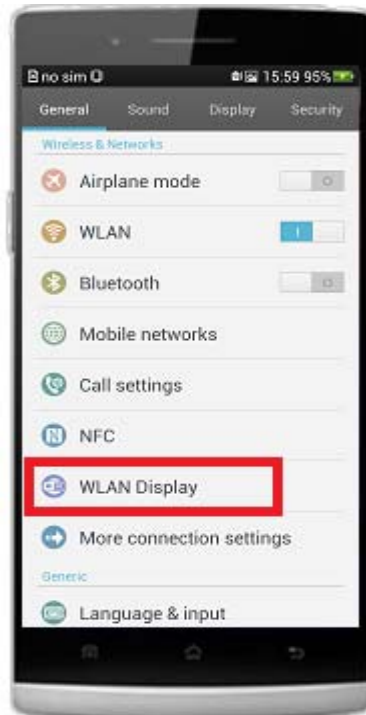 no sim 15:59 95%
General Sound Display Security
Wireless & Networks
Airplane mode
WLAN
Bluetooth
Mobile networks
Call settings
NFC
WLAN Display
More connection settings
Generic
Language & input